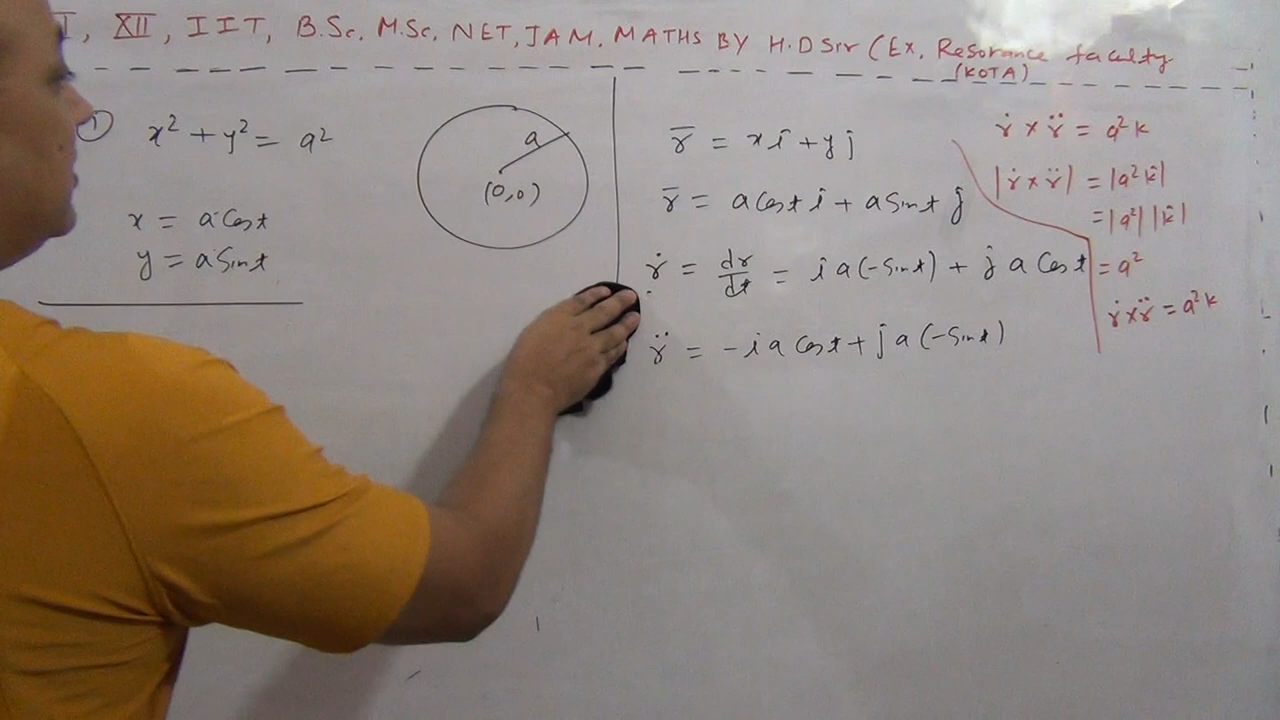 I, XII, IIT, B.Sc, M.Sc, NET, JAM, MATHS BY H.D Sir (Ex. Resonance faculty
(KOTA)
① x² + y² = a²
x = a Cos t
y = a Sin t
a
(0,0)
r̄ = x i + y j
r̄ = a Cos t i + a Sin t j
ṙ = dr/dt = i a (-Sin t) + j a Cos t
r̈ = - i a Cos t + j a (-Sin t)
ṙ × r̈ = a² k
|ṙ × r̈| = |a² k̂|
= |a²| |k̂|
= a²
ṙ × r̈ = a² k